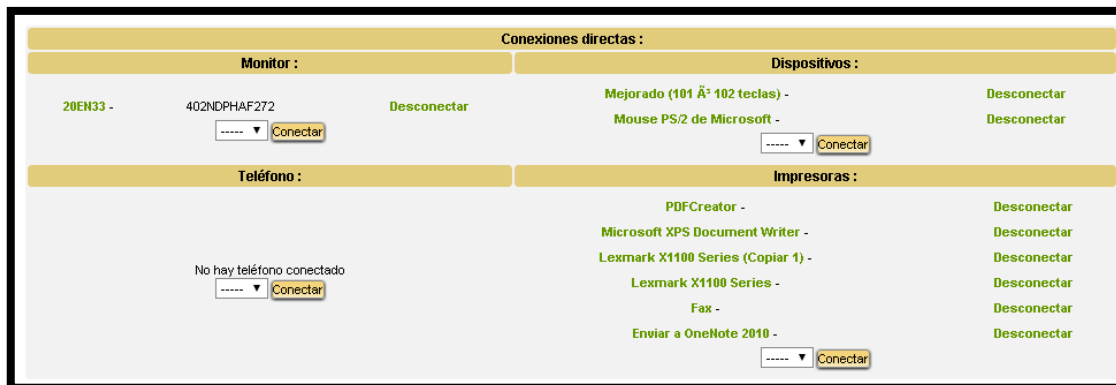 Conexiones directas :
Monitor :
20EN33 - 402NDPHAF272 Desconectar
----- Conectar
Dispositivos :
Mejorado (101 Ã³ 102 teclas) - Desconectar
Mouse PS/2 de Microsoft - Desconectar
----- Conectar
Teléfono :
No hay teléfono conectado
----- Conectar
Impresoras :
PDFCreator - Desconectar
Microsoft XPS Document Writer - Desconectar
Lexmark X1100 Series (Copiar 1) - Desconectar
Lexmark X1100 Series - Desconectar
Fax - Desconectar
Enviar a OneNote 2010 - Desconectar
----- Conectar